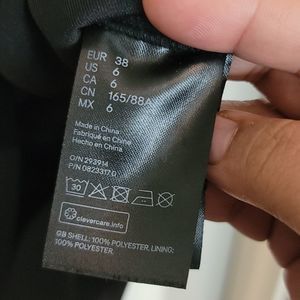 EUR 38
US 6
CA 6
CN 165/88A
MX 6
Made in China
Fabriqué en Chine
Hecho en China
O/N 293914
P/N 0823317.0
30
clevercare.info
GB SHELL: 100% POLYESTER, LINING:
100% POLYESTER.